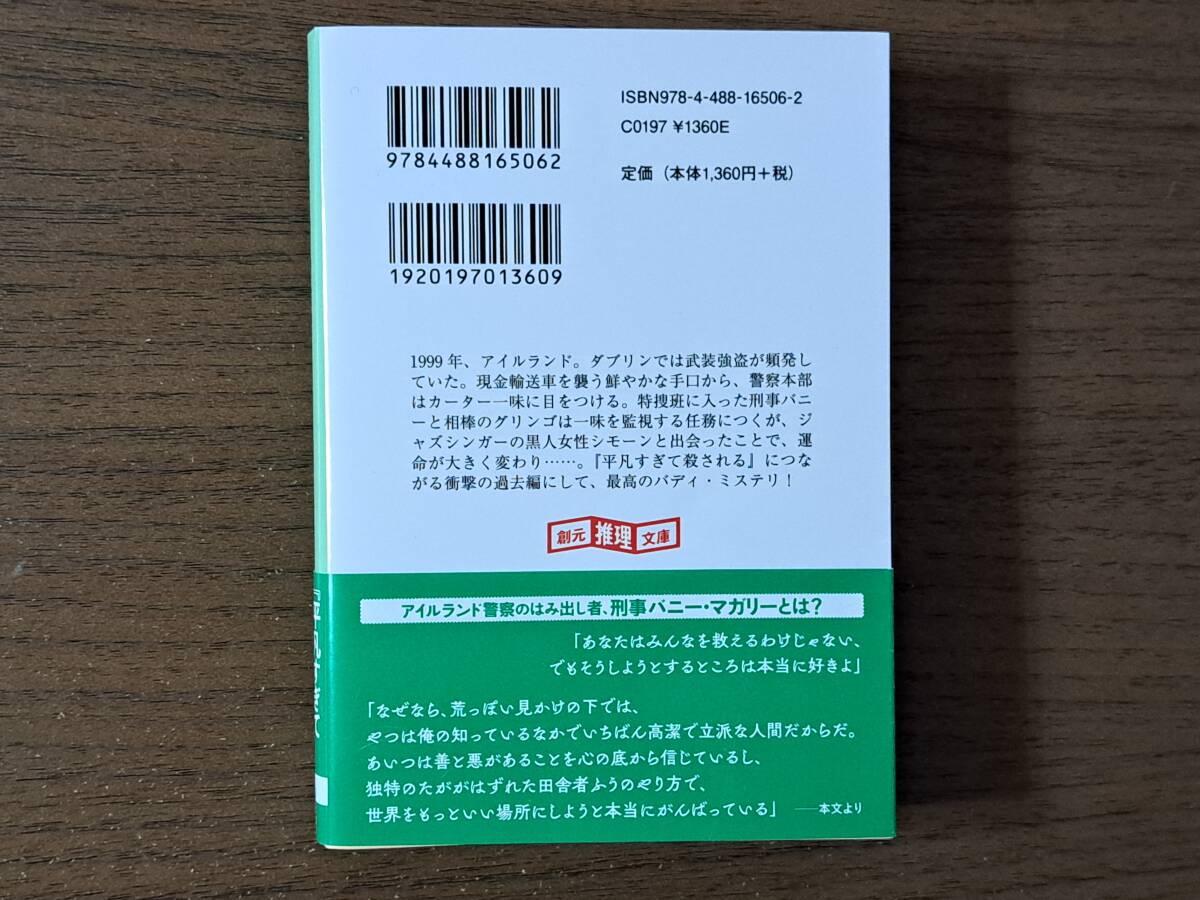 ISBN978-4-488-16506-2
C0197 ¥1360E
定価（本体1,360円＋税）
9784488165062
1920197013609
1999年、アイルランド。ダブリンでは武装強盗が頻発し
ていた。現金輸送車を襲う鮮やかな手口から、警察本部
はカーター一味に目をつける。特捜班に入った刑事バニ
ーと相棒のグリンゴは一味を監視する任務につくが、ジ
ャズシンガーの黒人女性シモーンと出会ったことで、運
命が大きく変わり……。『平凡すぎて殺される』につな
がる衝撃の過去編にして、最高のバディ・ミステリ！
創元 推理 文庫
アイルランド警察のはみ出し者、刑事バニー・マガリーとは？
「あなたはみんなを救えるわけじゃない、
でもそうしようとするところは本当に好きよ」
「なぜなら、荒っぽい見かけの下では、
やつは俺の知っているなかでいちばん高潔で立派な人間だからだ。
あいつは善と悪があることを心の底から信じているし、
独特のたががはずれた田舎者ふうのやり方で、
世界をもっといい場所にしようと本当にがんばっている」 ──本文より
『平凡すぎて